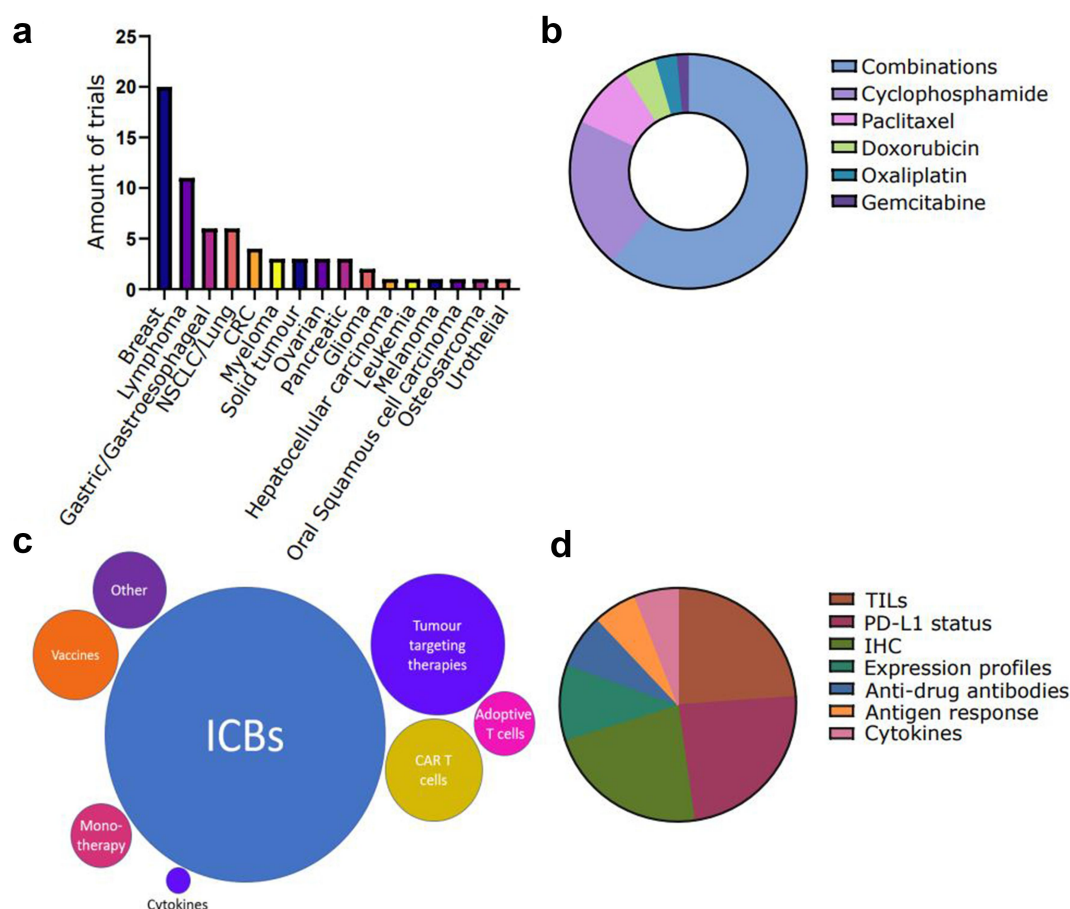 a
Amount of trials
25
20
15
10
5
0
Breast
Lymphoma
Gastric/Gastroesophageal
NSCLC/Lung
CRC
Myeloma
Solid tumour
Ovarian
Pancreatic
Glioma
Hepatocellular carcinoma
Leukemia
Melanoma
Oral Squamous cell carcinoma
Osteosarcoma
Urothelial
b
Combinations
Cyclophosphamide
Paclitaxel
Doxorubicin
Oxaliplatin
Gemcitabine
c
Other
Vaccines
ICBs
Mono-
therapy
Cytokines
Tumour
targeting
therapies
Adoptive
T cells
CAR T
cells
d
TILs
PD-L1 status
IHC
Expression profiles
Anti-drug antibodies
Antigen response
Cytokines